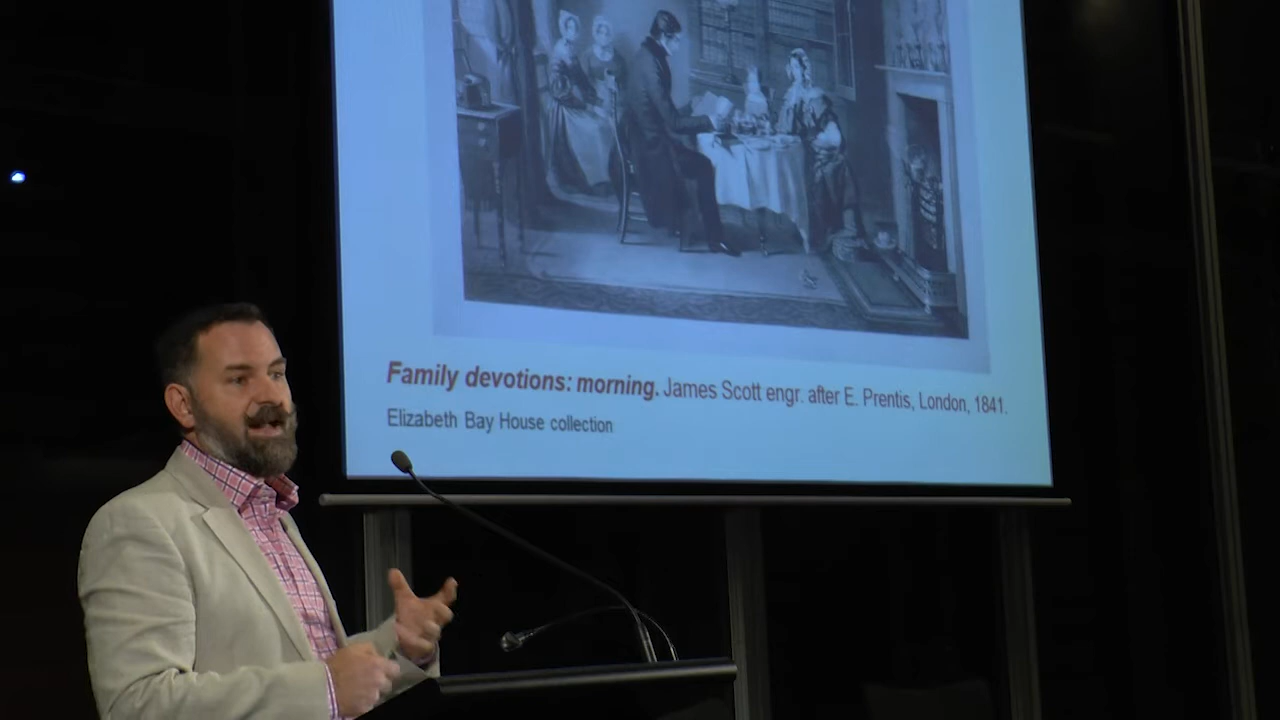 Family devotions: morning. James Scott engr. after E. Prentis, London, 1841.
Elizabeth Bay House collection